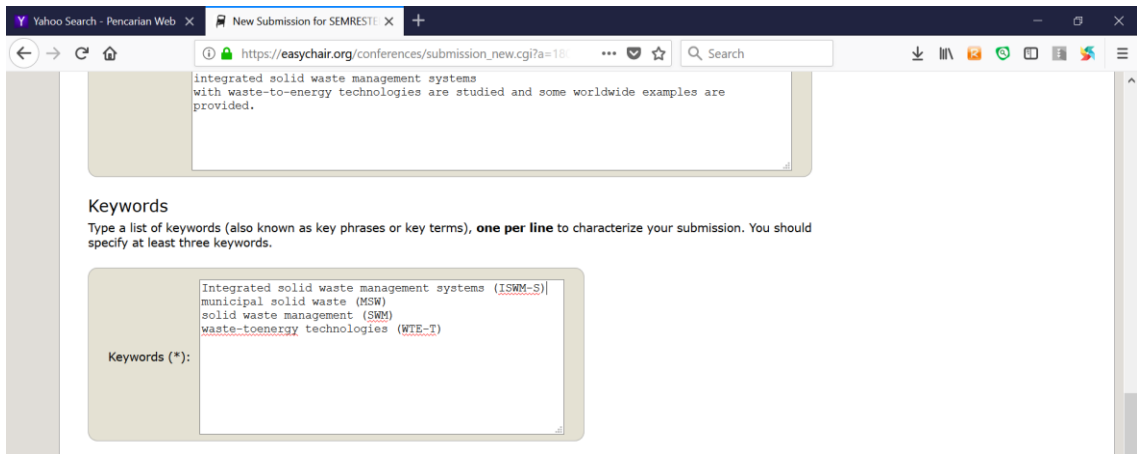 Yahoo Search - Pencarian Web
New Submission for SEMRESTE
https://easychair.org/conferences/submission_new.cgi?a=18
Search
integrated solid waste management systems
with waste-to-energy technologies are studied and some worldwide examples are
provided.
Keywords
Type a list of keywords (also known as key phrases or key terms), one per line to characterize your submission. You should
specify at least three keywords.
Integrated solid waste management systems (ISWM-S)
municipal solid waste (MSW)
solid waste management (SWM)
waste-toenergy technologies (WTE-T)
Keywords (*):